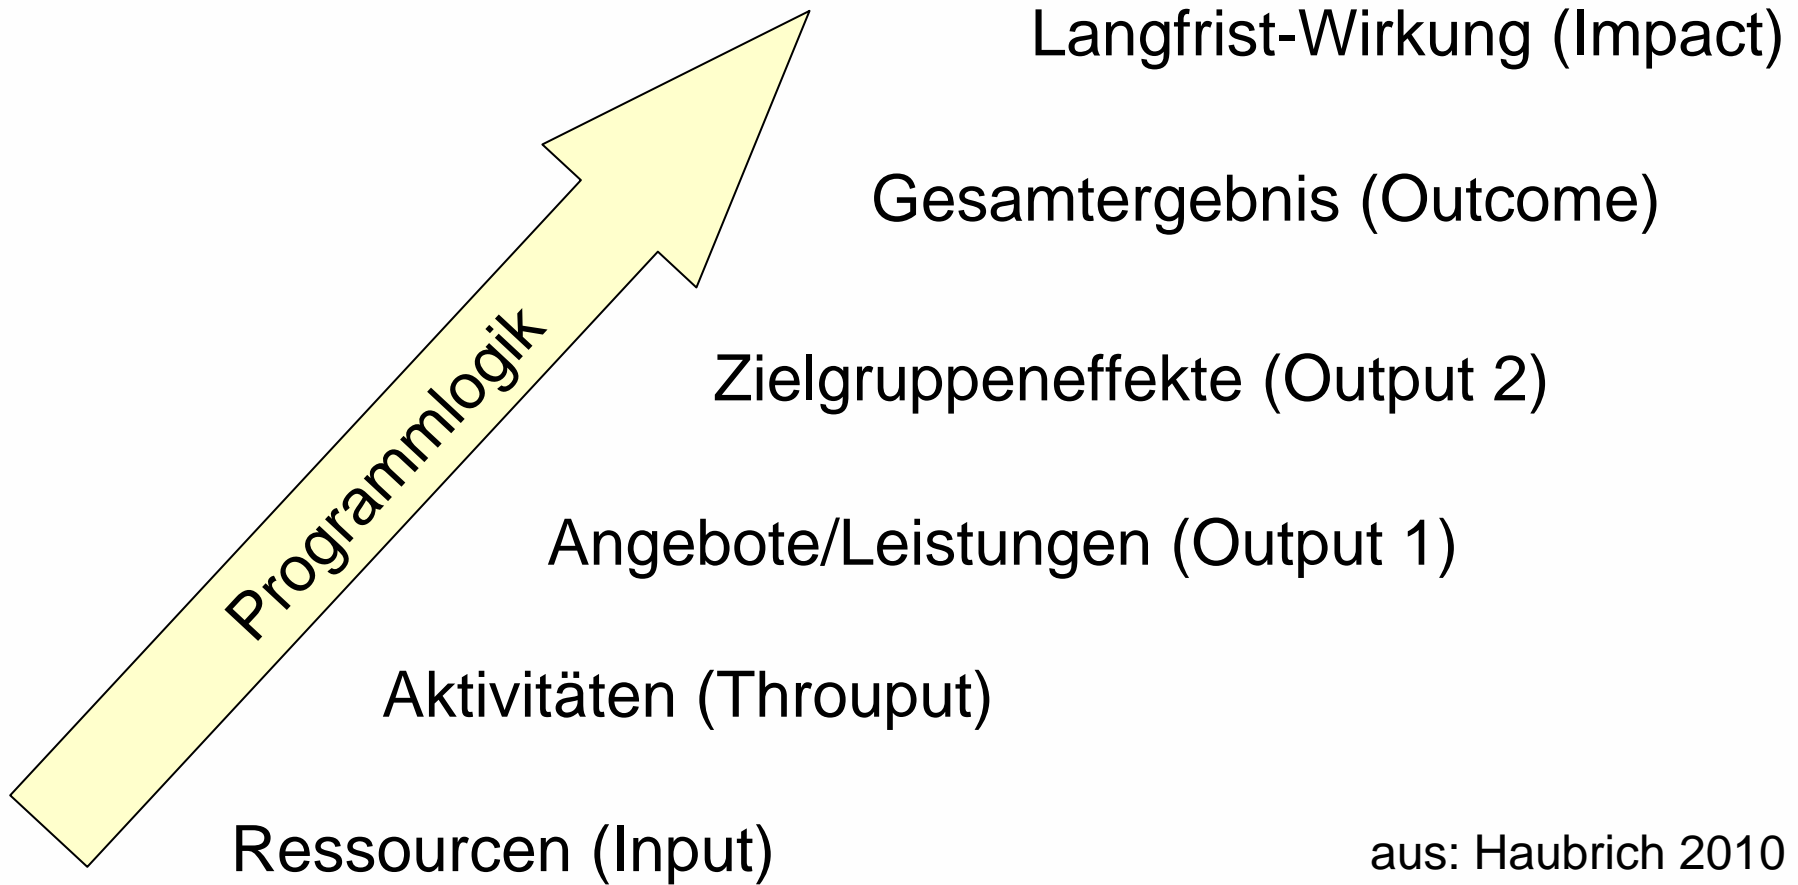 Langfrist-Wirkung (Impact)
Gesamtergebnis (Outcome)
Zielgruppeneffekte (Output 2)
Programmlogik
Angebote/Leistungen (Output 1)
Aktivitäten (Throuput)
Ressourcen (Input)
aus: Haubrich 2010